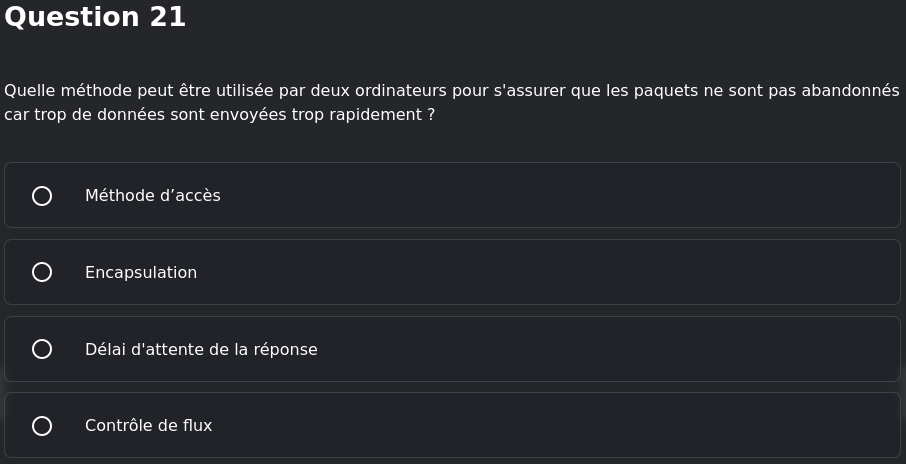 Question 21
Quelle méthode peut être utilisée par deux ordinateurs pour s'assurer que les paquets ne sont pas abandonnés
car trop de données sont envoyées trop rapidement ?
Méthode d’accès
Encapsulation
Délai d'attente de la réponse
Contrôle de flux